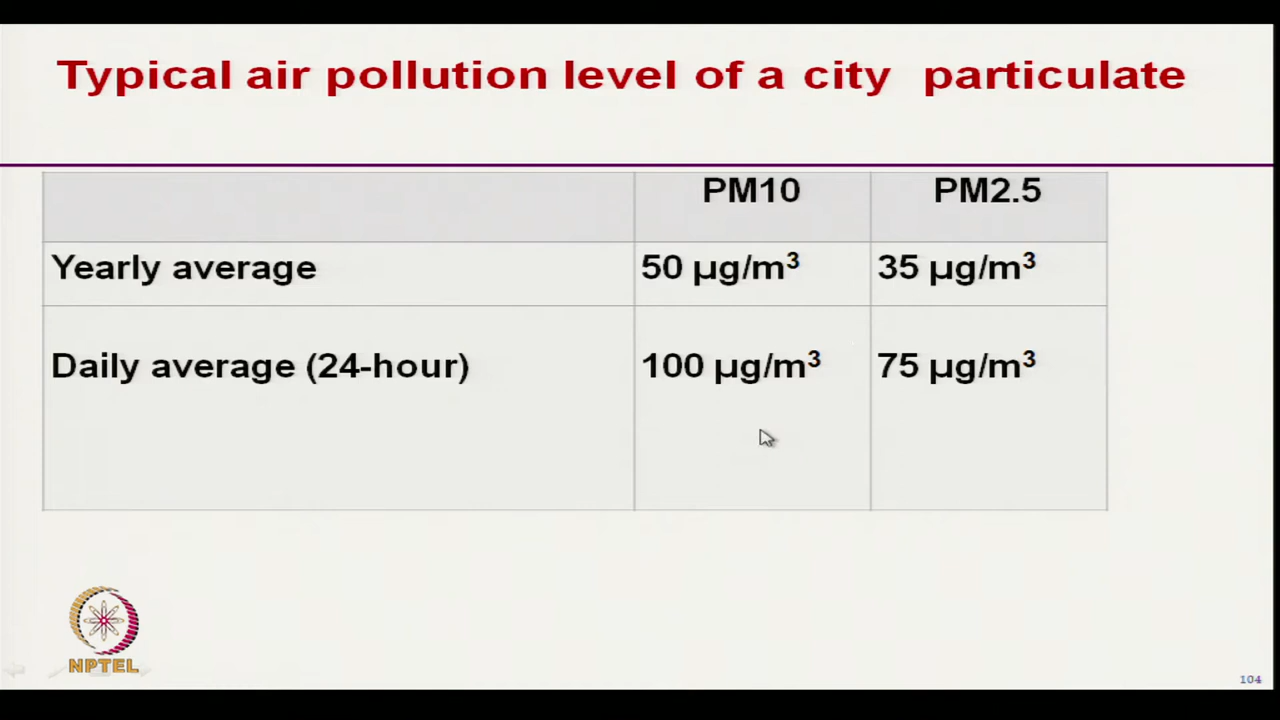 Typical air pollution level of a city particulate
PM10 PM2.5
Yearly average 50 µg/m³ 35 µg/m³
Daily average (24-hour) 100 µg/m³ 75 µg/m³
NPTEL
104